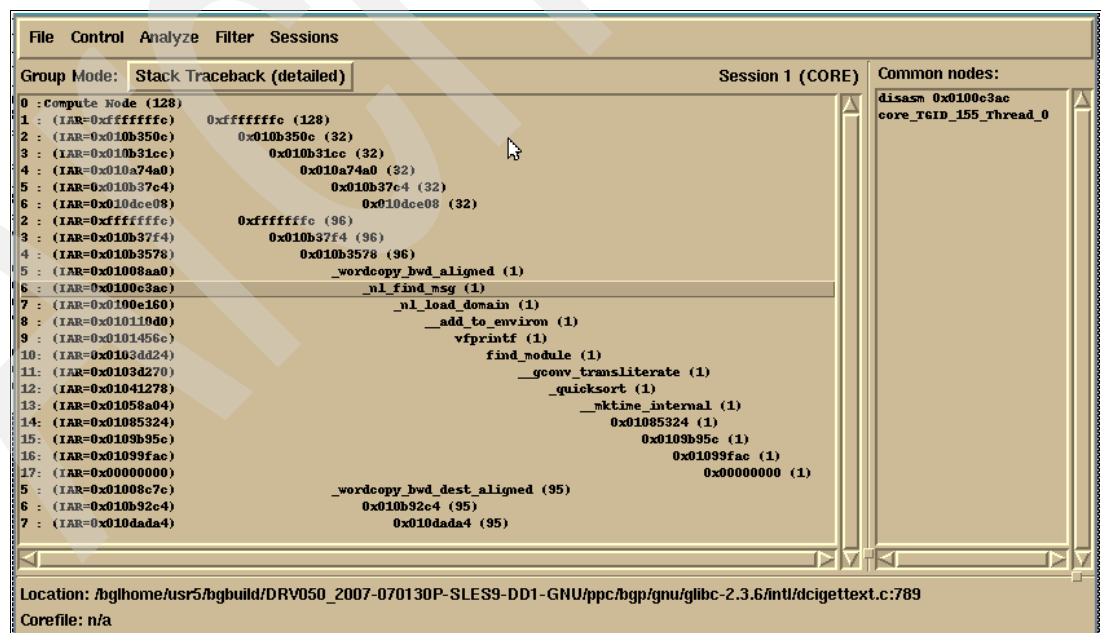 File Control Analyze Filter Sessions
Group Mode: Stack Traceback (detailed) Session 1 (CORE) Common nodes:
0 :Compute Node (128)
1 : (IAR=0xfffffffc) 0xfffffffc (128)
2 : (IAR=0x010b350c) 0x010b350c (32)
3 : (IAR=0x010b31cc) 0x010b31cc (32)
4 : (IAR=0x010a74a0) 0x010a74a0 (32)
5 : (IAR=0x010b37c4) 0x010b37c4 (32)
6 : (IAR=0x010dce08) 0x010dce08 (32)
2 : (IAR=0xfffffffc) 0xfffffffc (96)
3 : (IAR=0x010b37f4) 0x010b37f4 (96)
4 : (IAR=0x010b3578) 0x010b3578 (96)
5 : (IAR=0x01008aa0) _wordcopy_bwd_aligned (1)
6 : (IAR=0x0100c3ac) _nl_find_msg (1)
7 : (IAR=0x0100e160) _nl_load_domain (1)
8 : (IAR=0x010110d0) __add_to_environ (1)
9 : (IAR=0x0101456c) vfprintf (1)
10: (IAR=0x0103dd24) find_module (1)
11: (IAR=0x0103d270) __gconv_transliterate (1)
12: (IAR=0x01041278) _quicksort (1)
13: (IAR=0x01058a04) __mktime_internal (1)
14: (IAR=0x01085324) 0x01085324 (1)
15: (IAR=0x0109b95c) 0x0109b95c (1)
16: (IAR=0x01099fac) 0x01099fac (1)
17: (IAR=0x00000000) 0x00000000 (1)
5 : (IAR=0x01008c7c) _wordcopy_bwd_dest_aligned (95)
6 : (IAR=0x010b92c4) 0x010b92c4 (95)
7 : (IAR=0x010dada4) 0x010dada4 (95)
disasm 0x0100c3ac
core_TGID_155_Thread_0
Location: /bglhome/usr5/bgbuild/DRV050_2007-070130P-SLES9-DD1-GNU/ppc/bgp/gnu/glibc-2.3.6/intl/dcigettext.c:789
Corefile: n/a